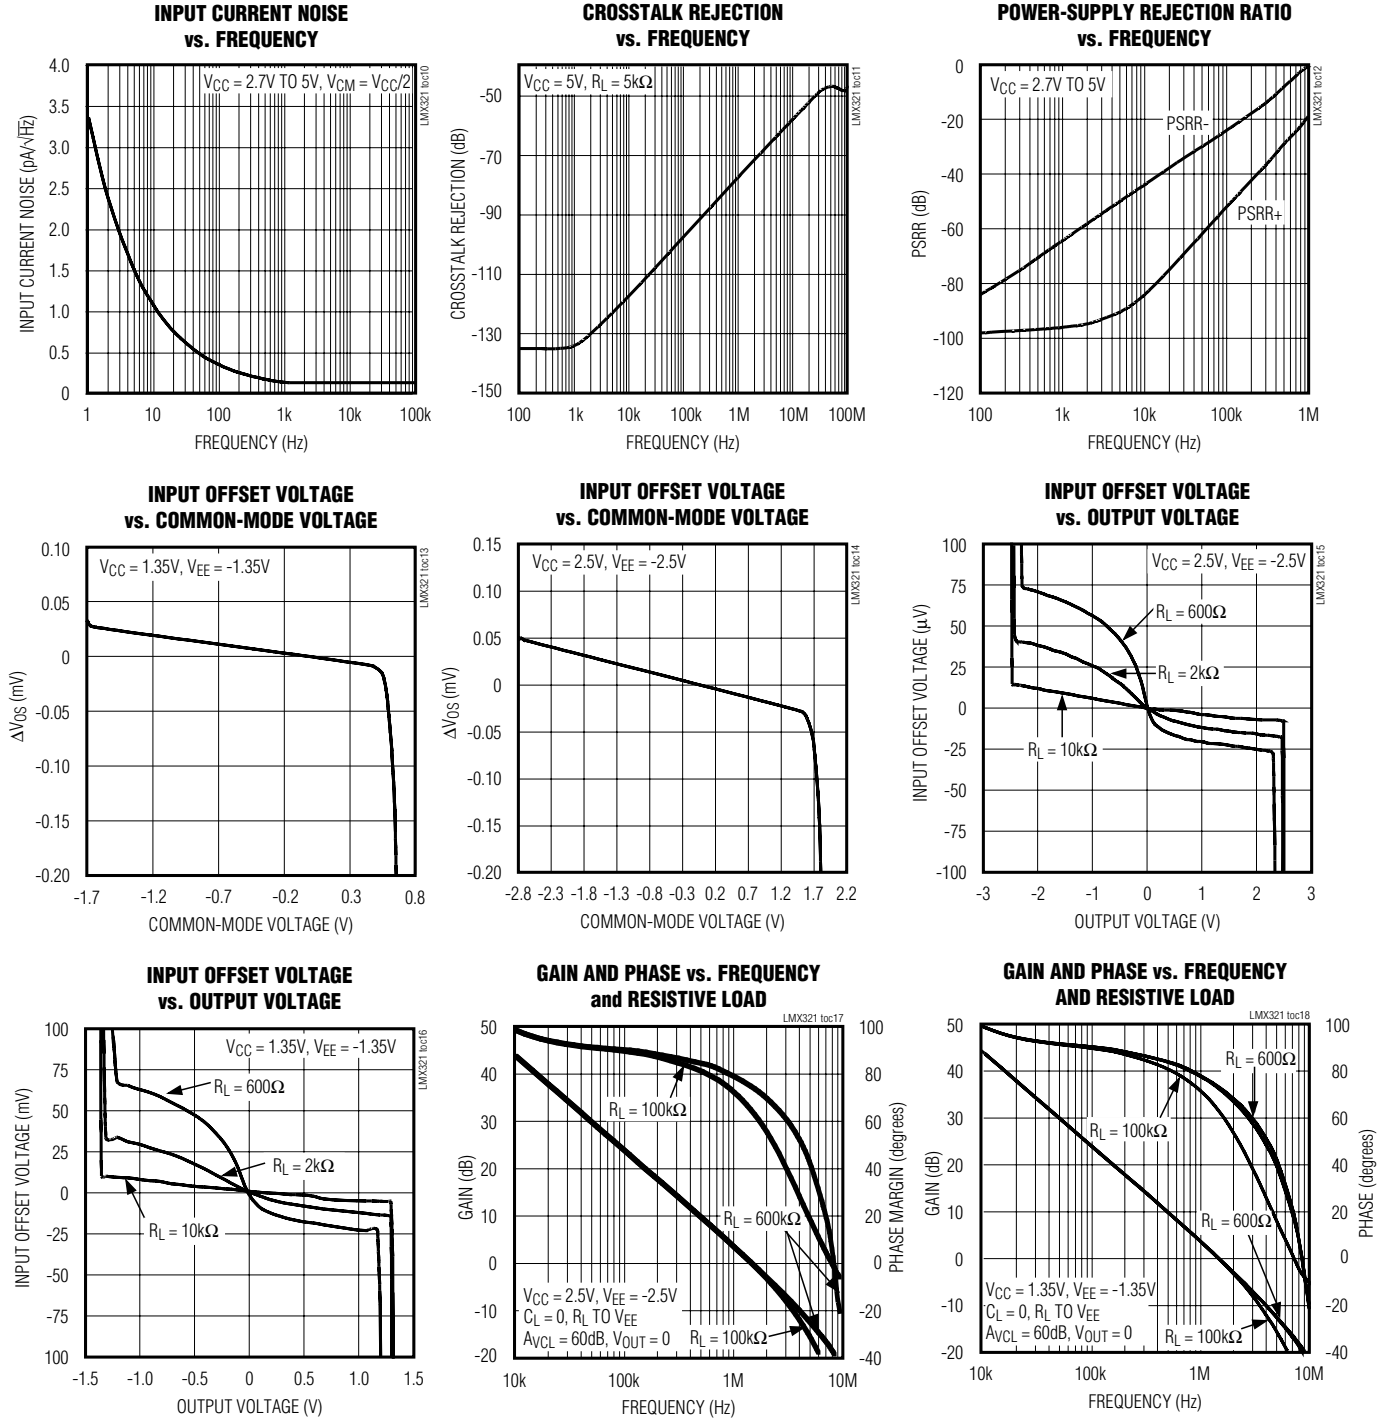 INPUT CURRENT NOISE
vs. FREQUENCY
LMX321 toc10
VCC = 2.7V TO 5V, VCM = VCC/2
INPUT CURRENT NOISE (pA/√Hz)
4.0
3.5
3.0
2.5
2.0
1.5
1.0
0.5
0
1 10 100 1k 10k 100k
FREQUENCY (Hz)
CROSSTALK REJECTION
vs. FREQUENCY
LMX321 toc11
VCC = 5V, RL = 5kΩ
CROSSTALK REJECTION (dB)
-50
-70
-90
-110
-130
-150
100 1k 10k 100k 1M 10M 100M
FREQUENCY (Hz)
POWER-SUPPLY REJECTION RATIO
vs. FREQUENCY
LMX321 toc12
VCC = 2.7V TO 5V
PSRR-
PSRR+
PSRR (dB)
0
-20
-40
-60
-80
-100
-120
100 1k 10k 100k 1M
FREQUENCY (Hz)
INPUT OFFSET VOLTAGE
vs. COMMON-MODE VOLTAGE
LMX321 toc13
VCC = 1.35V, VEE = -1.35V
ΔVOS (mV)
0.10
0.05
0
-0.05
-0.10
-0.15
-0.20
-1.7 -1.2 -0.7 -0.2 0.3 0.8
COMMON-MODE VOLTAGE (V)
INPUT OFFSET VOLTAGE
vs. COMMON-MODE VOLTAGE
LMX321 toc14
VCC = 2.5V, VEE = -2.5V
ΔVOS (mV)
0.15
0.10
0.05
0
-0.05
-0.10
-0.15
-0.20
-2.8 -2.3 -1.8 -1.3 -0.8 -0.3 0.2 0.7 1.2 1.7 2.2
COMMON-MODE VOLTAGE (V)
INPUT OFFSET VOLTAGE
vs. OUTPUT VOLTAGE
LMX321 toc15
VCC = 2.5V, VEE = -2.5V
RL = 600Ω
RL = 2kΩ
RL = 10kΩ
INPUT OFFSET VOLTAGE (μV)
100
75
50
25
0
-25
-50
-75
-100
-3 -2 -1 0 1 2 3
OUTPUT VOLTAGE (V)
INPUT OFFSET VOLTAGE
vs. OUTPUT VOLTAGE
LMX321 toc16
VCC = 1.35V, VEE = -1.35V
RL = 600Ω
RL = 2kΩ
RL = 10kΩ
INPUT OFFSET VOLTAGE (mV)
100
75
50
25
0
-25
-50
-75
100
-1.5 -1.0 -0.5 0 0.5 1.0 1.5
OUTPUT VOLTAGE (V)
GAIN AND PHASE vs. FREQUENCY
and RESISTIVE LOAD
LMX321 toc17
RL = 100kΩ
RL = 600kΩ
VCC = 2.5V, VEE = -2.5V
CL = 0, RL TO VEE
AVCL = 60dB, VOUT = 0
RL = 100kΩ
GAIN (dB)
50
40
30
20
10
0
-10
-20
PHASE MARGIN (degrees)
100
80
60
40
20
0
-20
-40
10k 100k 1M 10M
FREQUENCY (Hz)
GAIN AND PHASE vs. FREQUENCY
AND RESISTIVE LOAD
LMX321 toc18
RL = 600Ω
RL = 100kΩ
RL = 600Ω
VCC = 1.35V, VEE = -1.35V
CL = 0, RL TO VEE
AVCL = 60dB, VOUT = 0
RL = 100kΩ
GAIN (dB)
50
40
30
20
10
0
-10
-20
PHASE (degrees)
100
80
60
40
20
0
-20
-40
10k 100k 1M 10M
FREQUENCY (Hz)